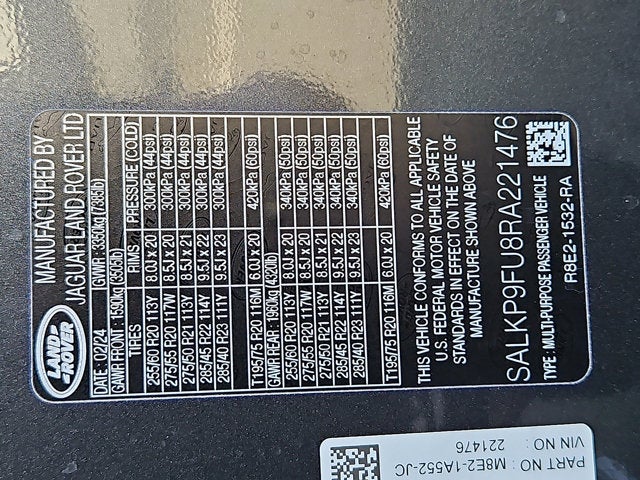 LAND
ROVER
MANUFACTURED BY
JAGUAR LAND ROVER LTD
DATE : 02/24 GVWR : 3350kg (7385lb)
GAWR FRONT : 1590kg (3505lb)
TIRES RIMS PRESSURE (COLD)
255/60 R20 113Y 8.0J x 20 300kPa (44psi)
275/55 R20 117W 8.0J x 20 300kPa (44psi)
275/50 R21 113Y 8.5J x 21 300kPa (44psi)
285/45 R22 114Y 9.5J x 22 300kPa (44psi)
285/40 R23 111Y 9.5J x 23 300kPa (44psi)
T195/75 R20 116M 6.0J x 20 420kPa (60psi)
GAWR REAR : 1960kg (4320lb)
255/60 R20 113Y 8.0J x 20 340kPa (50psi)
275/55 R20 117W 8.0J x 20 340kPa (50psi)
275/50 R21 113Y 8.5J x 21 340kPa (50psi)
285/45 R22 114Y 9.5J x 22 340kPa (50psi)
285/40 R23 111Y 9.5J x 23 340kPa (50psi)
T195/75 R20 116M 6.0J x 20 420kPa (60psi)
THIS VEHICLE CONFORMS TO ALL APPLICABLE
U.S. FEDERAL MOTOR VEHICLE SAFETY
STANDARDS IN EFFECT ON THE DATE OF
MANUFACTURE SHOWN ABOVE
SALKP9FU8RA221476
TYPE : MULTI-PURPOSE PASSENGER VEHICLE
R8E2-1532-RA
PART NO : M8E2-1A552-JC
VIN NO :
221476